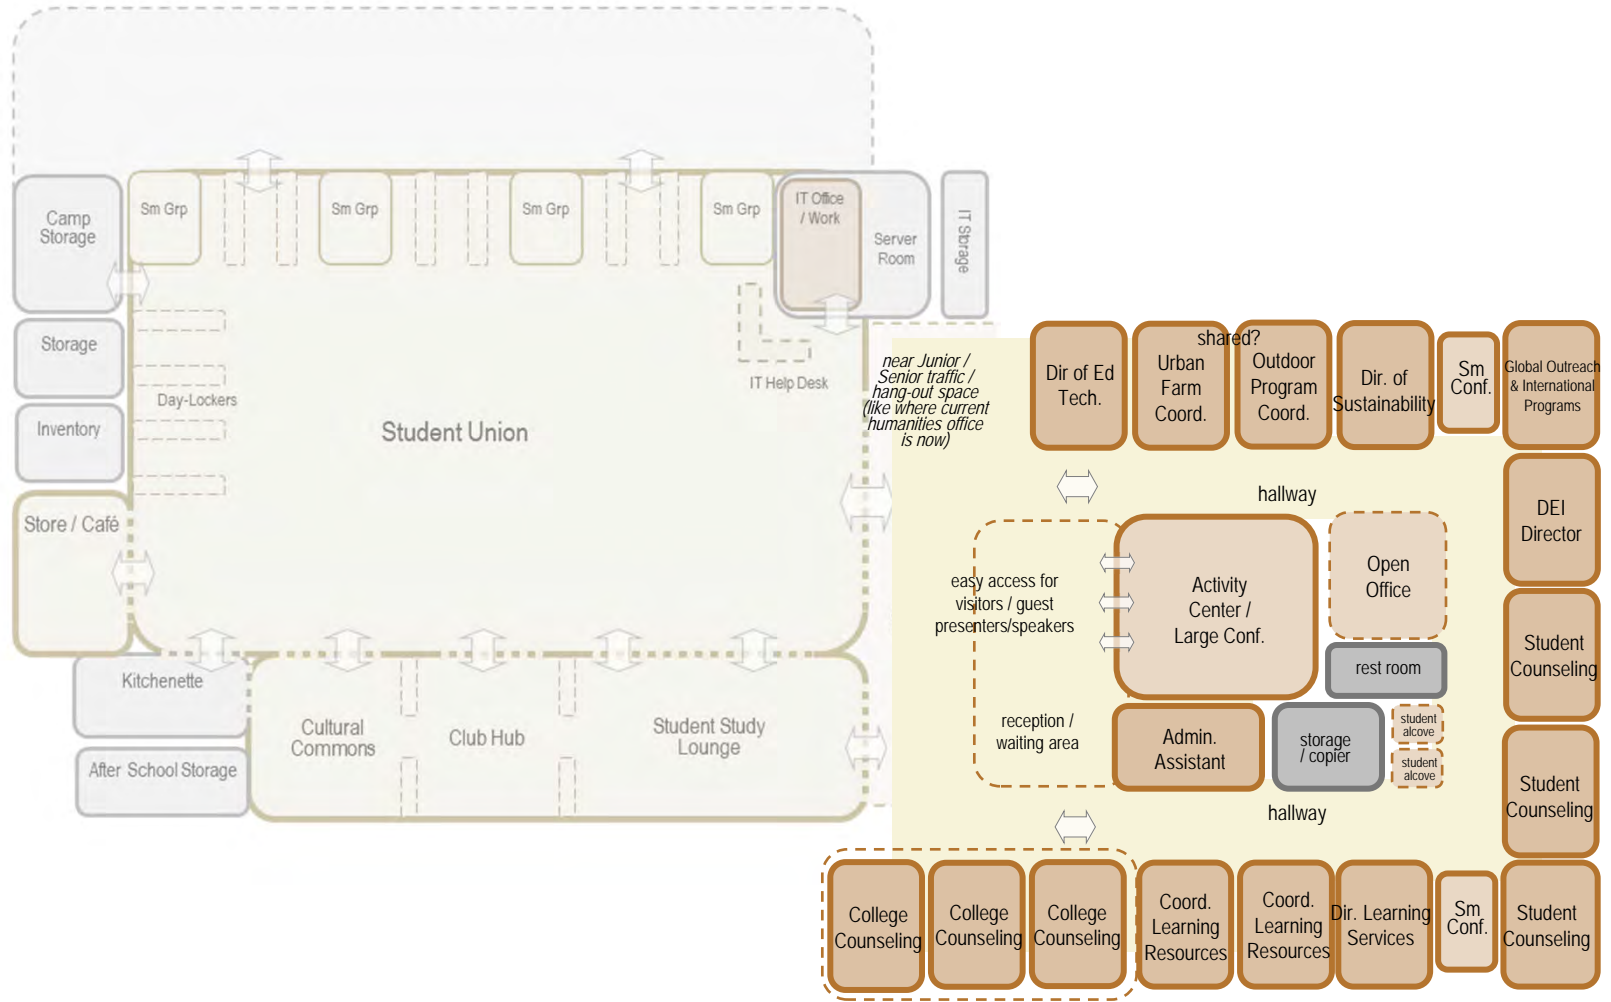 Camp
Storage
Sm Grp
Sm Grp
Sm Grp
Sm Grp
IT Office
/ Work
Server
Room
IT Storage
Storage
Day-Lockers
Inventory
Student Union
IT Help Desk
Store / Café
Kitchenette
After School Storage
Cultural
Commons
Club Hub
Student Study
Lounge
near Junior /
Senior traffic /
hang-out space
(like where current
humanities office
is now)
Dir of Ed
Tech.
shared?
Urban
Farm
Coord.
Outdoor
Program
Coord.
Dir. of
Sustainability
Sm
Conf.
Global Outreach
& International
Programs
hallway
DEI
Director
easy access for
visitors / guest
presenters/speakers
Activity
Center /
Large Conf.
Open
Office
Student
Counseling
rest room
reception /
waiting area
Admin.
Assistant
storage
/ copier
student
alcove
student
alcove
Student
Counseling
hallway
College
Counseling
College
Counseling
College
Counseling
Coord.
Learning
Resources
Coord.
Learning
Resources
Dir. Learning
Services
Sm
Conf.
Student
Counseling